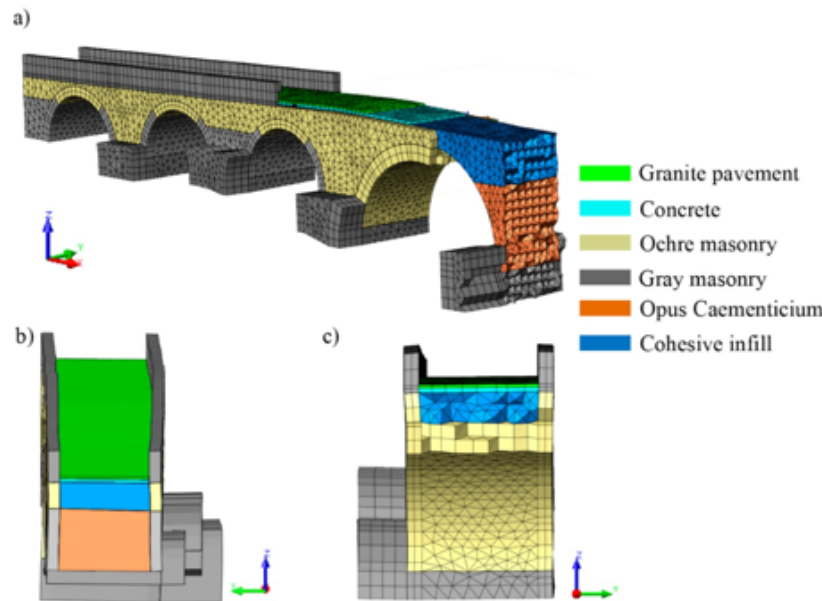 a)
Granite pavement
Concrete
Ochre masonry
Gray masonry
Opus Caementicium
Cohesive infill
Z
Y
X
b)
c)
Z
Y
Z
Y